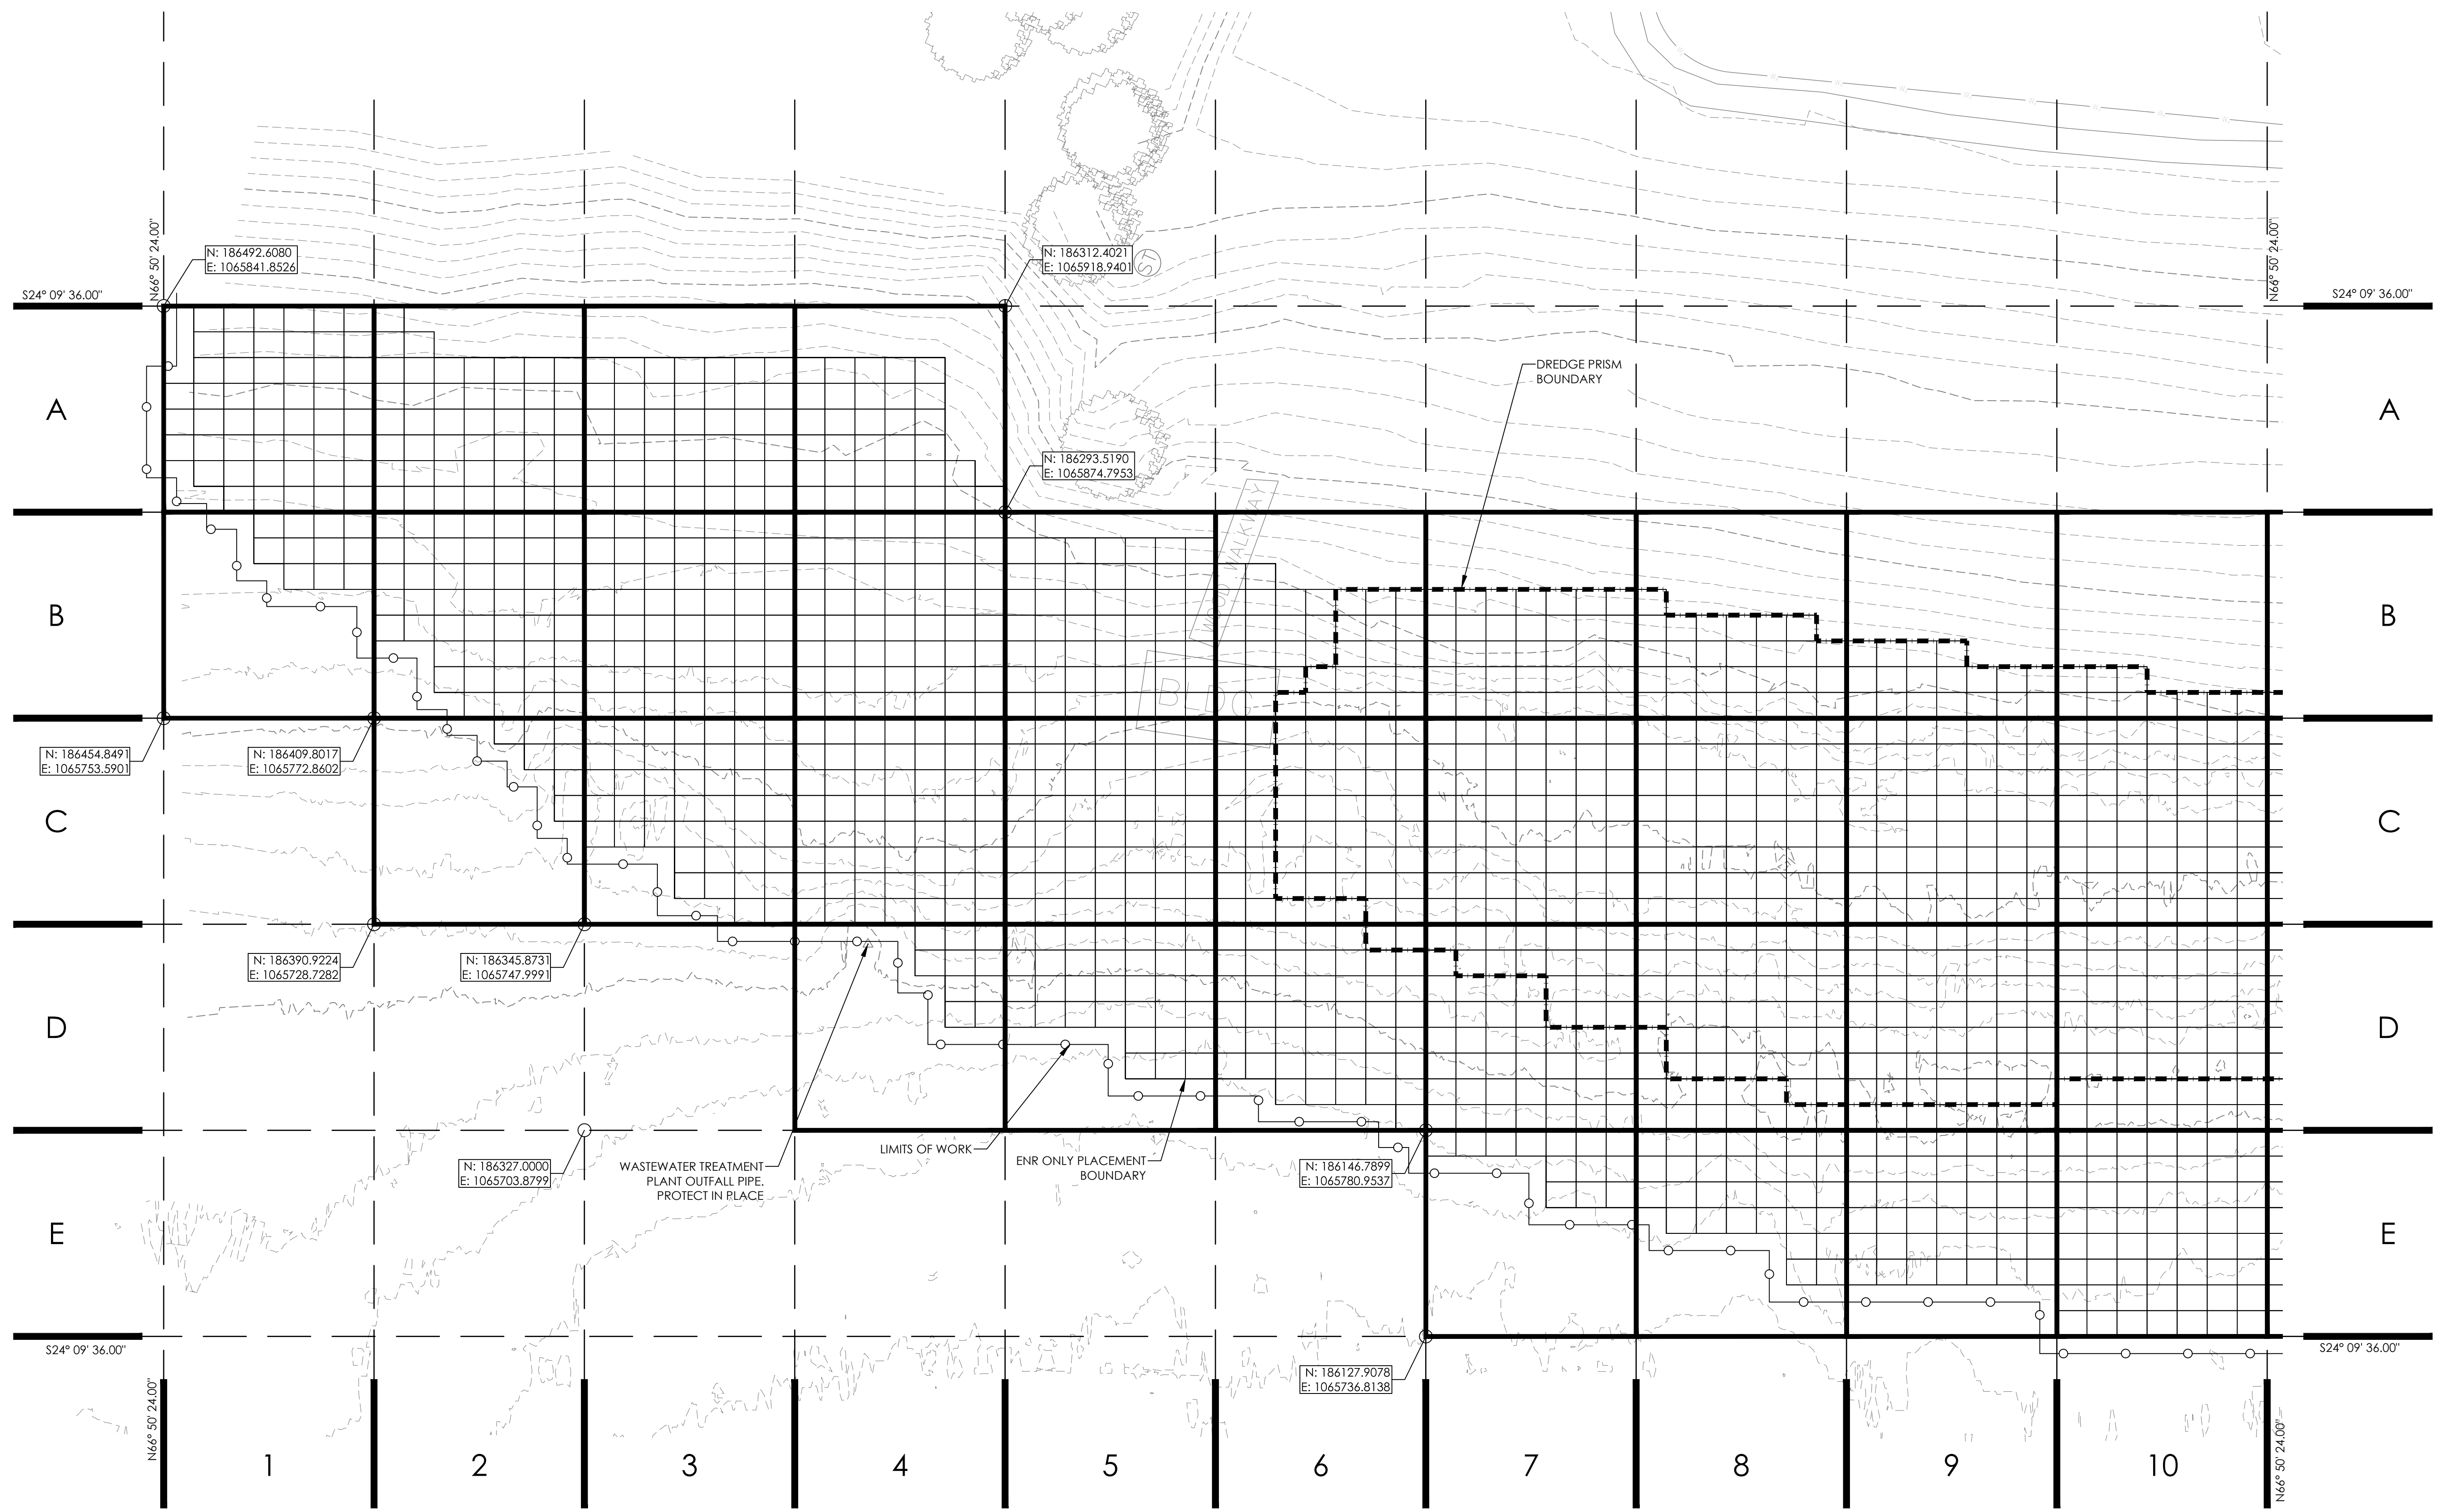 N66° 50' 24.00"
N66° 50' 24.00"
N: 186492.6080
E: 1065841.8526
N: 186312.4021
E: 1065918.9401
ST
S24° 09' 36.00"
S24° 09' 36.00"
DREDGE PRISM
BOUNDARY
A
A
N: 186293.5190
E: 1065874.7953
WOOD WALKWAY
B
B
BLDG
N: 186454.8491
E: 1065753.5901
N: 186409.8017
E: 1065772.8602
C
C
N: 186390.9224
E: 1065728.7282
N: 186345.8731
E: 1065747.9991
D
D
LIMITS OF WORK
N: 186327.0000
E: 1065703.8799
WASTEWATER TREATMENT
PLANT OUTFALL PIPE.
PROTECT IN PLACE
ENR ONLY PLACEMENT
BOUNDARY
N: 186146.7899
E: 1065780.9537
E
E
S24° 09' 36.00"
S24° 09' 36.00"
N: 186127.9078
E: 1065736.8138
N66° 50' 24.00"
N66° 50' 24.00"
1
2
3
4
5
6
7
8
9
10